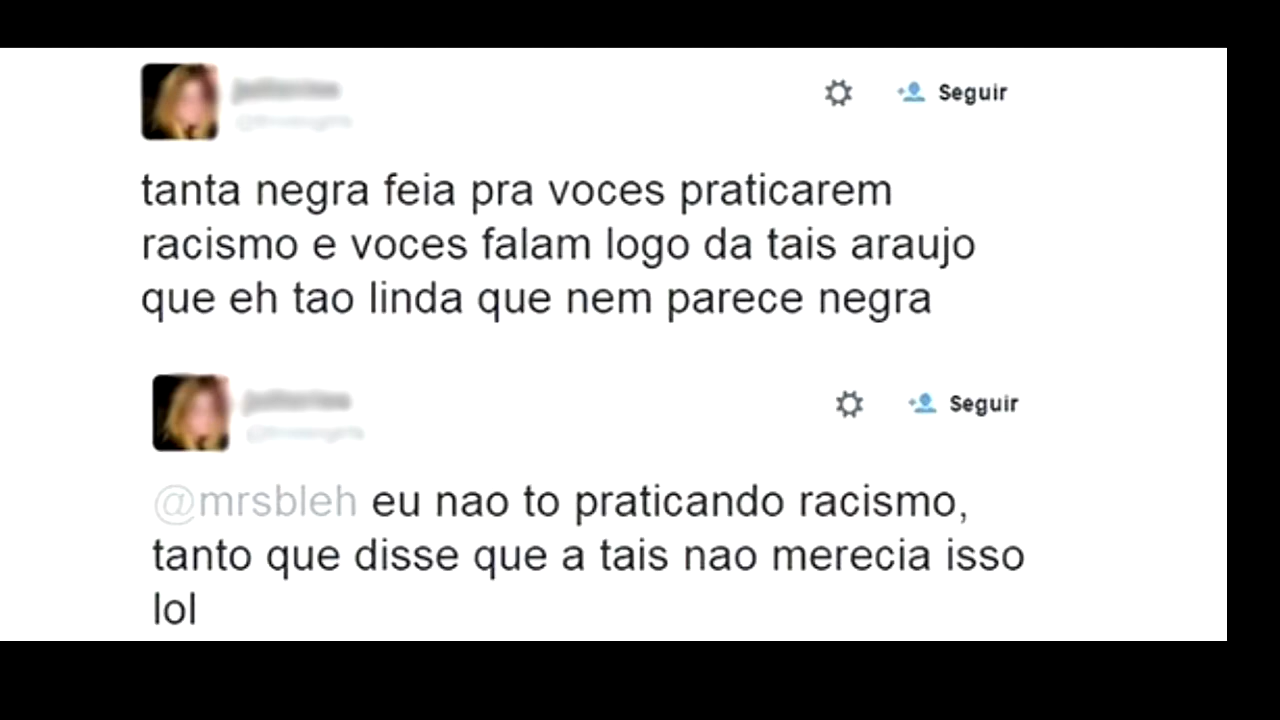 Seguir
tanta negra feia pra voces praticarem
racismo e voces falam logo da tais araujo
que eh tao linda que nem parece negra
Seguir
@mrsbleh eu nao to praticando racismo,
tanto que disse que a tais nao merecia isso
lol